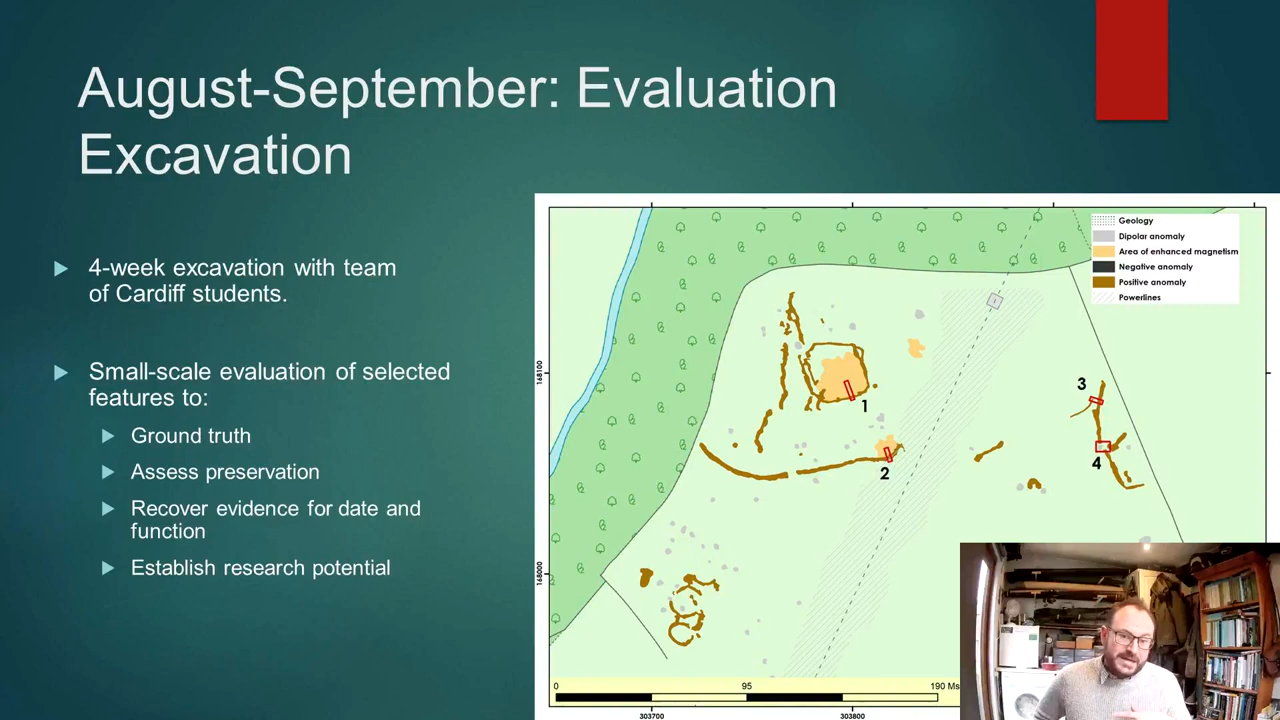 August-September: Evaluation
Excavation
4-week excavation with team
of Cardiff students.
Small-scale evaluation of selected
features to:
Ground truth
Assess preservation
Recover evidence for date and
function
Establish research potential
Geology
Dipolar anomaly
Area of enhanced magnetism
Negative anomaly
Positive anomaly
Powerlines
168100
1
2
3
4
168000
0 95 190 Ms
303700 303800